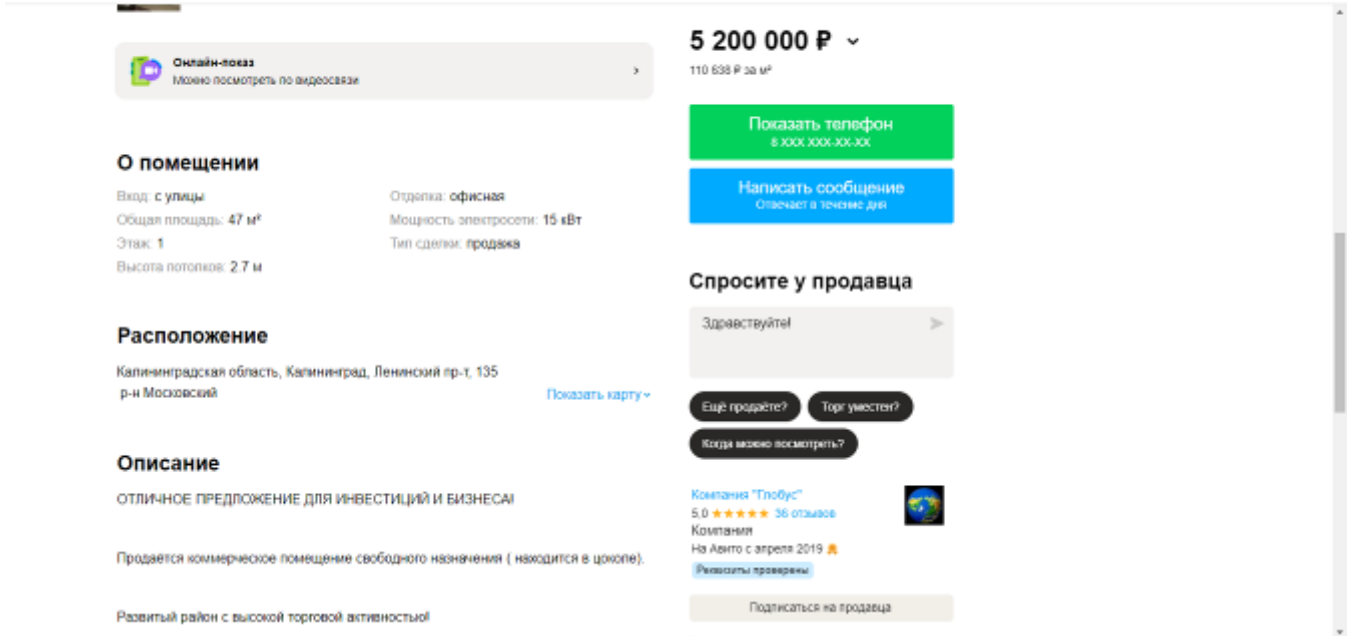 Онлайн-показ
Можно посмотреть по видеосвязи
О помещении
Вход: с улицы
Общая площадь: 47 м²
Этаж: 1
Высота потолков: 2.7 м
Отделка: офисная
Мощность электросети: 15 кВт
Тип сделки: продажа
Расположение
Калининградская область, Калининград, Ленинский пр-т, 135
р-н Московский
Показать карту
Описание
ОТЛИЧНОЕ ПРЕДЛОЖЕНИЕ ДЛЯ ИНВЕСТИЦИЙ И БИЗНЕСА!
Продаётся коммерческое помещение свободного назначения ( находится в цоколе).
Развитый район с высокой торговой активностью!
5 200 000 ₽
110 638 ₽ за м²
Показать телефон
8 XXX XXX-XX-XX
Написать сообщение
Отвечает в течение дня
Спросите у продавца
Здравствуйте!
Ещё продаёте?
Торг уместен?
Когда можно посмотреть?
Компания "Глобус"
5,0 ★★★★★ 36 отзывов
Компания
На Авито с апреля 2019
Реквизиты проверены
Подписаться на продавца